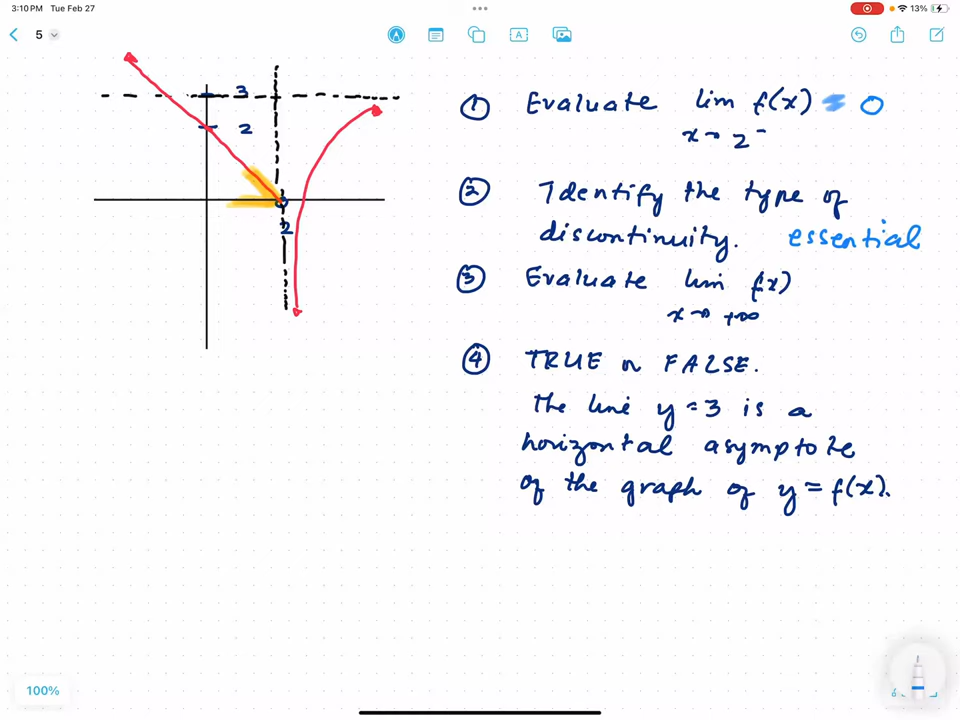 3:10 PM Tue Feb 27
13%
5
A
3
2
2
① Evaluate lim f(x) = 0
x→2⁻
② Identify the type of
discontinuity. essential
③ Evaluate lim f(x)
x→+∞
④ TRUE or FALSE.
The line y=3 is a
horizontal asymptote
of the graph of y=f(x).
100%